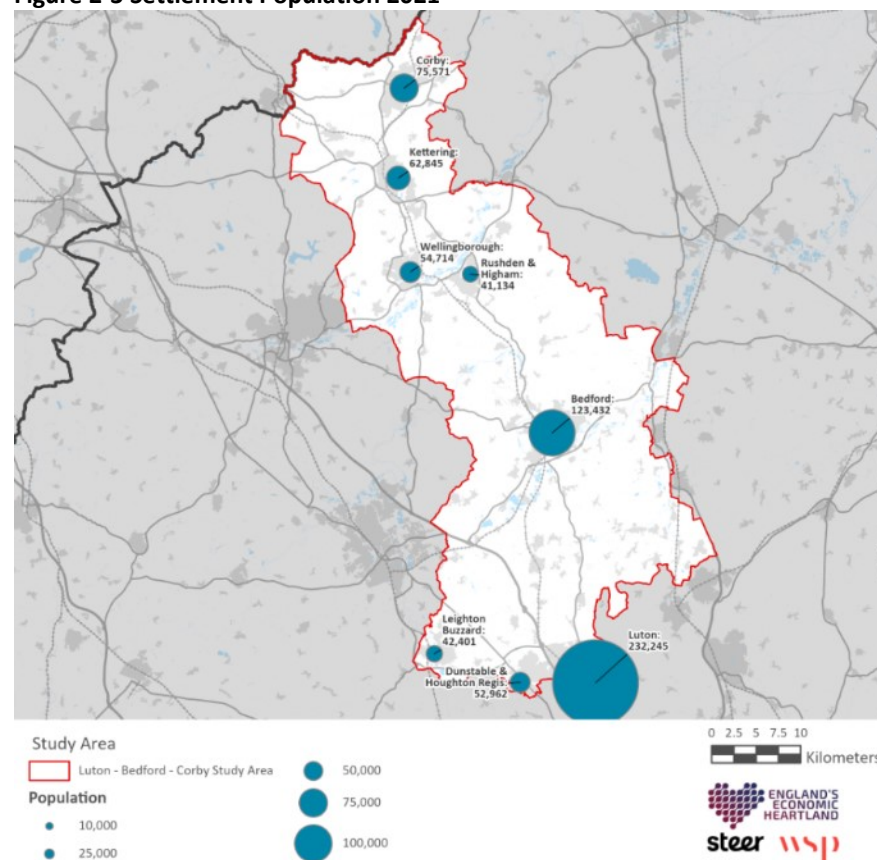 Figure 2-3 Settlement Population 2021
Corby:
75,571
Kettering:
62,845
Wellingborough:
54,714
Rushden &
Higham:
41,134
Bedford:
123,432
Leighton
Buzzard:
42,401
Luton:
232,245
Dunstable &
Houghton Regis:
52,962
Study Area
Luton - Bedford - Corby Study Area
Population
10,000
25,000
50,000
75,000
100,000
0 2.5 5 7.5 10
Kilometers
ENGLAND'S
ECONOMIC
HEARTLAND
steer wsp